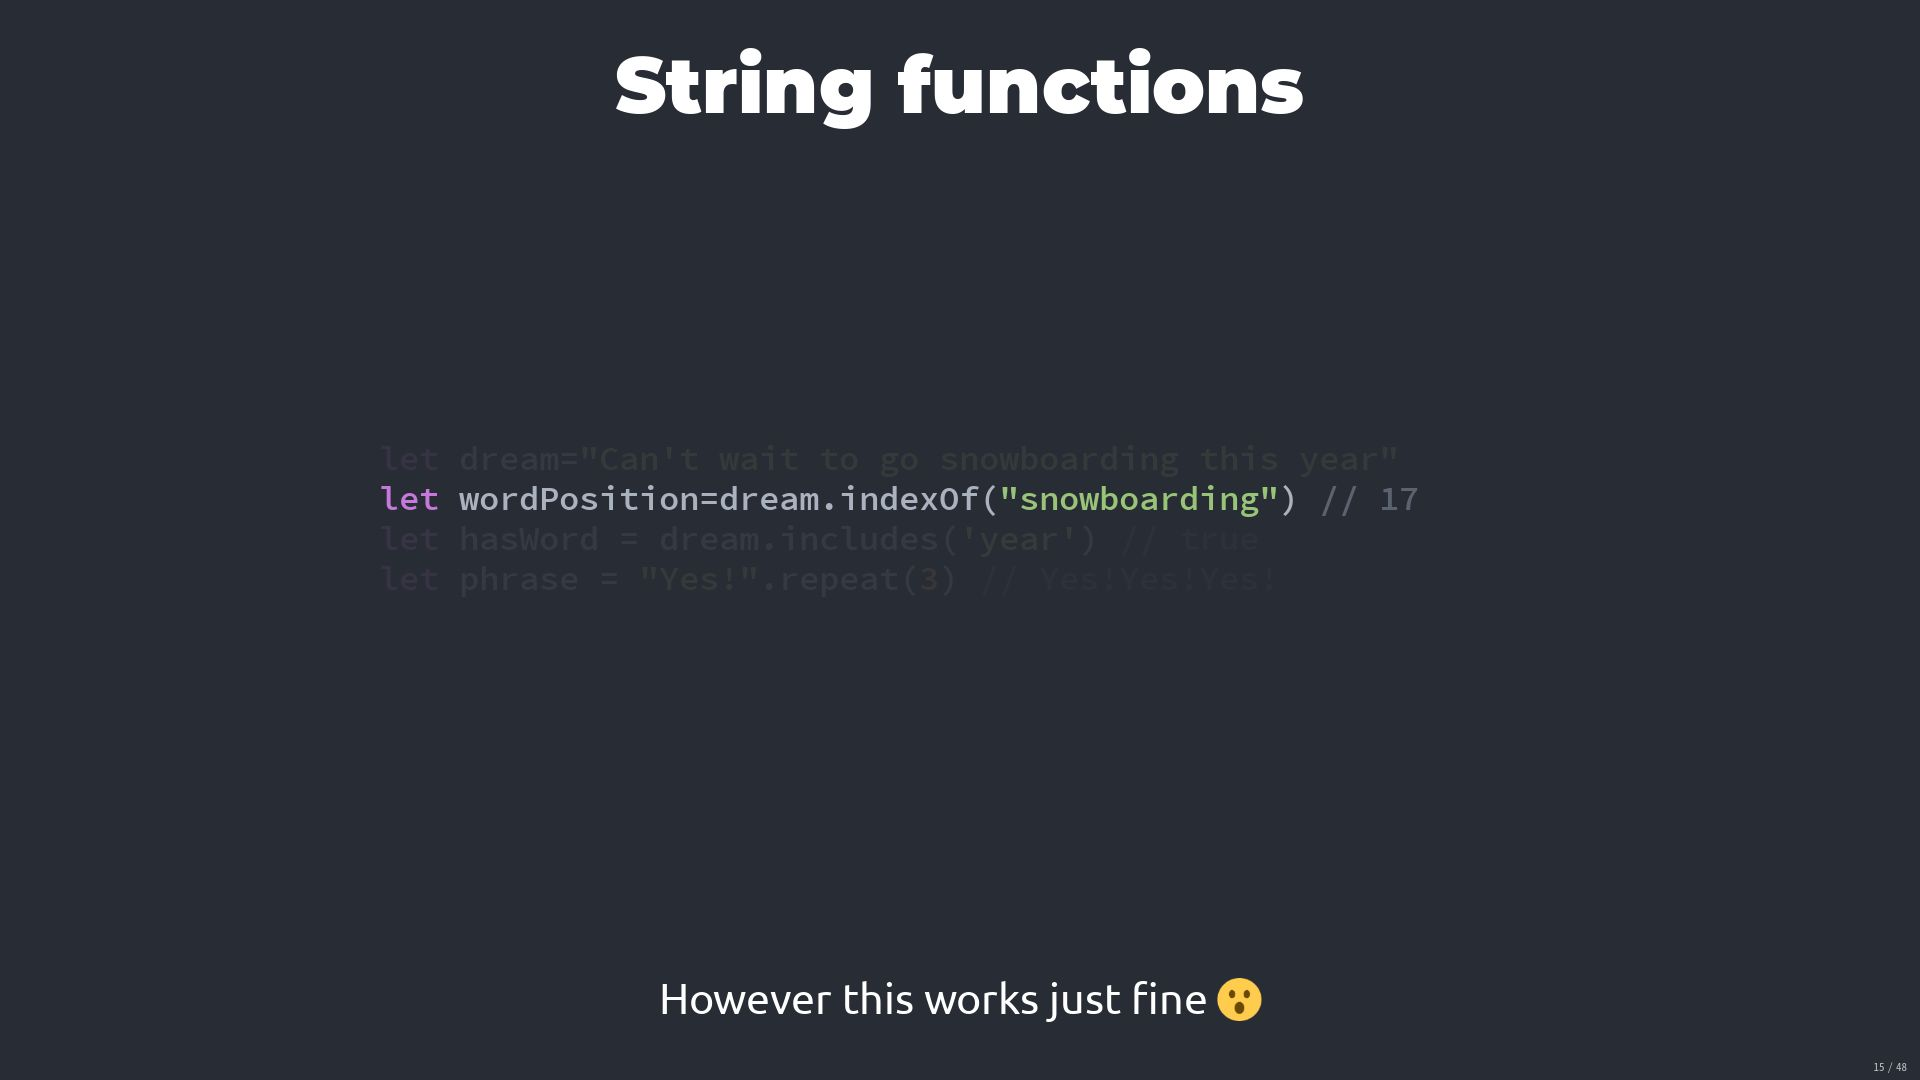 String functions
let dream="Can't wait to go snowboarding this year"
let wordPosition=dream.indexOf("snowboarding") // 17
let hasWord = dream.includes('year') // true
let phrase = "Yes!".repeat(3) // Yes!Yes!Yes!
However this works just fine 😮
15 / 48